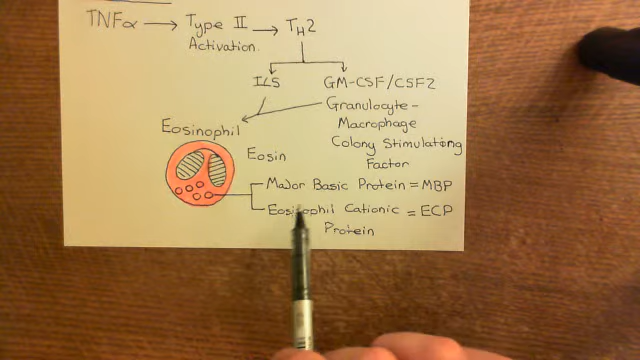 TNFα → Type II → TH2
Activation
IL5 GM-CSF/CSF2
Granulocyte-
Macrophage
Colony Stimulating
Factor
Eosinophil
Eosin
Major Basic Protein = MBP
Eosinophil Cationic = ECP
Protein